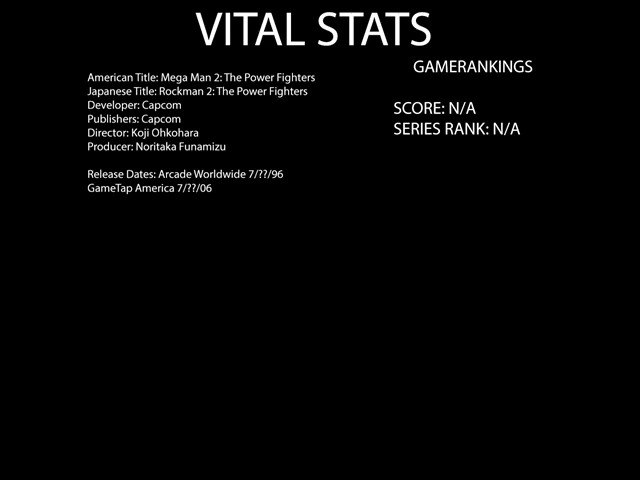 VITAL STATS
American Title: Mega Man 2: The Power Fighters
Japanese Title: Rockman 2: The Power Fighters
Developer: Capcom
Publishers: Capcom
Director: Koji Ohkohara
Producer: Noritaka Funamizu
Release Dates: Arcade Worldwide 7/??/96
GameTap America 7/??/06
GAMERANKINGS
SCORE: N/A
SERIES RANK: N/A